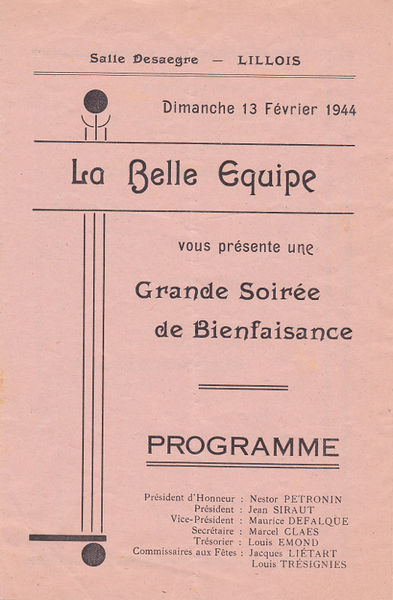 Salle Desaegre — LILLOIS
Dimanche 13 Février 1944
La Belle Equipe
vous présente une
Grande Soirée
de Bienfaisance
PROGRAMME
Président d'Honneur : Nestor PETRONIN
Président : Jean SIRAUT
Vice-Président : Maurice DEFALQUE
Secrétaire : Marcel CLAES
Trésorier : Louis EMOND
Commissaires aux Fêtes : Jacques LIÉTART
Louis TRÉSIGNIES